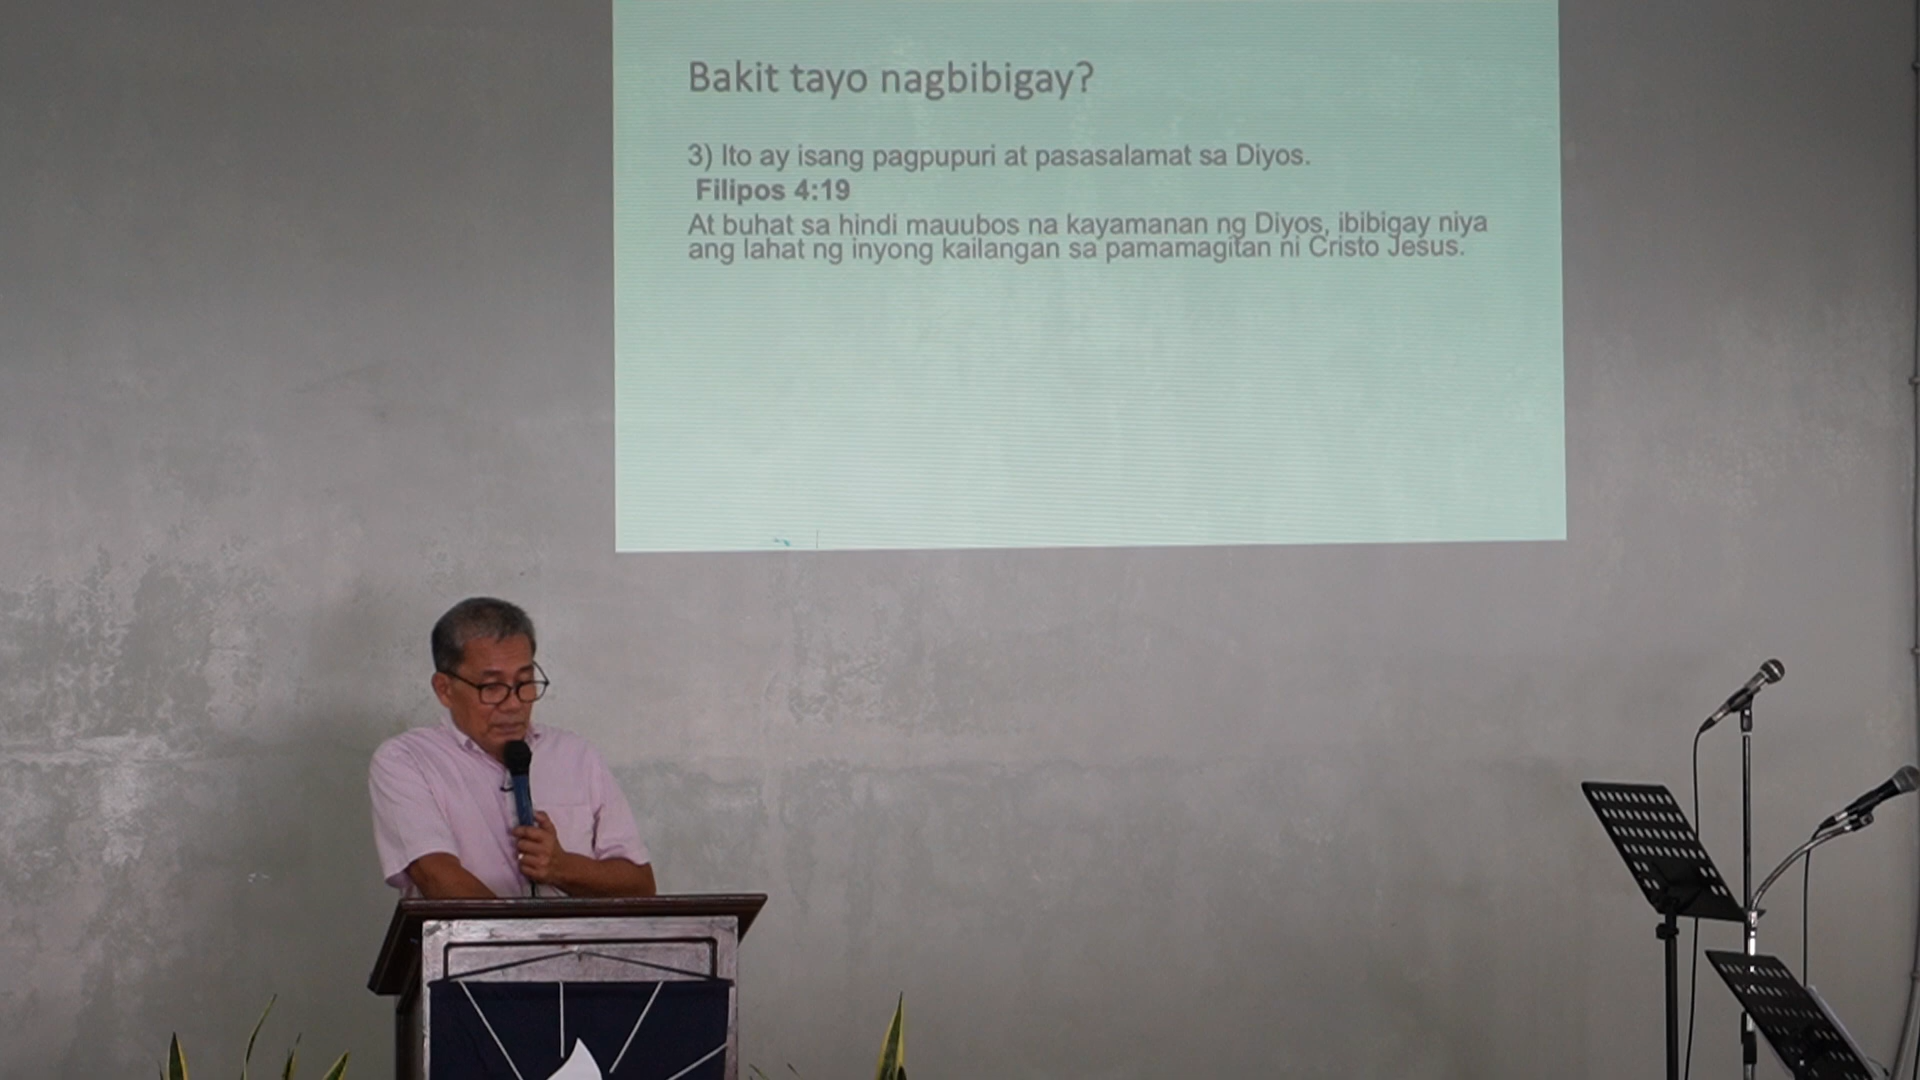 Bakit tayo nagbibigay?
3) Ito ay isang pagpupuri at pasasalamat sa Diyos.
Filipos 4:19
At buhat sa hindi mauubos na kayamanan ng Diyos, ibibigay niya
ang lahat ng inyong kailangan sa pamamagitan ni Cristo Jesus.